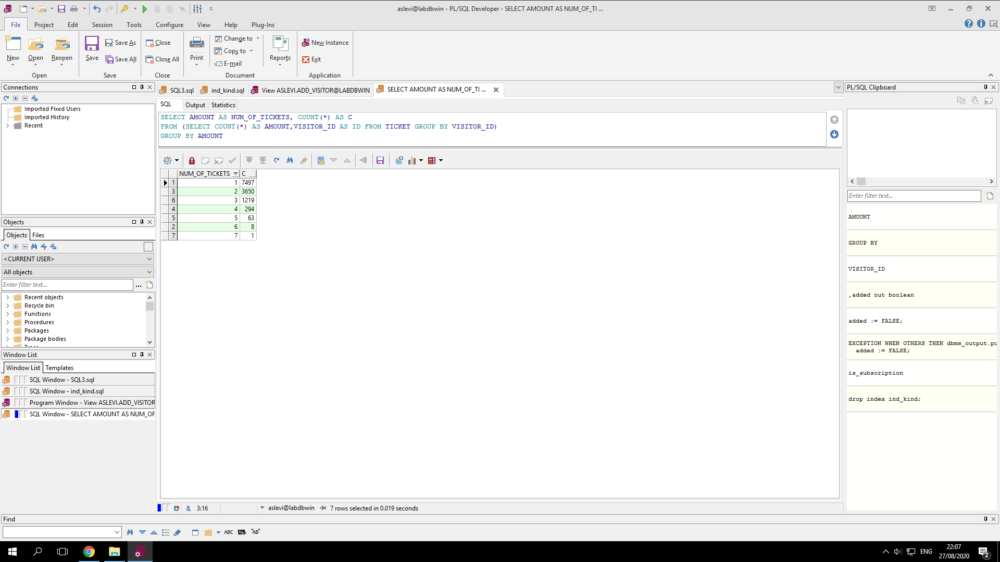 aslevi@labdbwin - PL/SQL Developer - SELECT AMOUNT AS NUM_OF_TI ...
File Project Edit Session Tools Configure View Help Plug-Ins
New Open Reopen Save Save As Save All Close Close All Print Change to Copy to E-mail Reports New Instance Exit
Open Save Close Document Application
Connections
Imported Fixed Users
Imported History
Recent
Objects
Objects Files
<CURRENT USER>
All objects
Enter filter text...
Recent objects
Recycle bin
Functions
Procedures
Packages
Package bodies
Window List
Window List Templates
SQL Window - SQL3.sql
SQL Window - ind_kind.sql
Program Window - View ASLEVI.ADD_VISITOR
SQL Window - SELECT AMOUNT AS NUM_OF
SQL3.sql ind_kind.sql View ASLEVI.ADD_VISITOR@LABDBWIN SELECT AMOUNT AS NUM_OF_TI ...
SQL Output Statistics
SELECT AMOUNT AS NUM_OF_TICKETS, COUNT(*) AS C
FROM (SELECT COUNT(*) AS AMOUNT,VISITOR_ID AS ID FROM TICKET GROUP BY VISITOR_ID)
GROUP BY AMOUNT
NUM_OF_TICKETS C
1 1 7497
3 2 3650
6 3 1219
4 4 294
5 5 63
2 6 8
7 7 1
& 3:16 aslevi@labdbwin 7 rows selected in 0.019 seconds
PL/SQL Clipboard
Enter filter text...
AMOUNT
GROUP BY
VISITOR_ID
,added out boolean
added := FALSE;
EXCEPTION WHEN OTHERS THEN dbms_output.pu
added := FALSE;
is_subscription
drop index ind_kind;
Find
ABC AB "AB"
ENG
22:07
27/08/2020
2